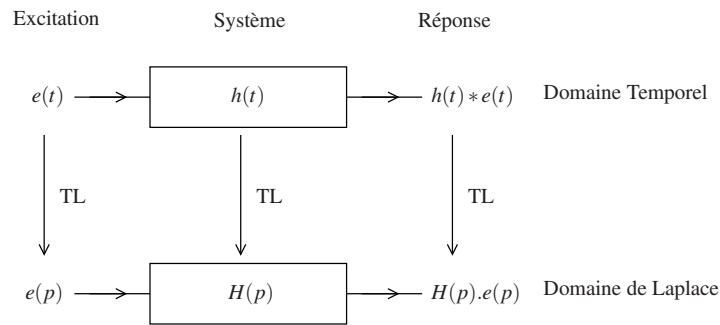 Excitation Système Réponse
e(t) h(t) h(t) * e(t) Domaine Temporel
TL TL TL
e(p) H(p) H(p).e(p) Domaine de Laplace